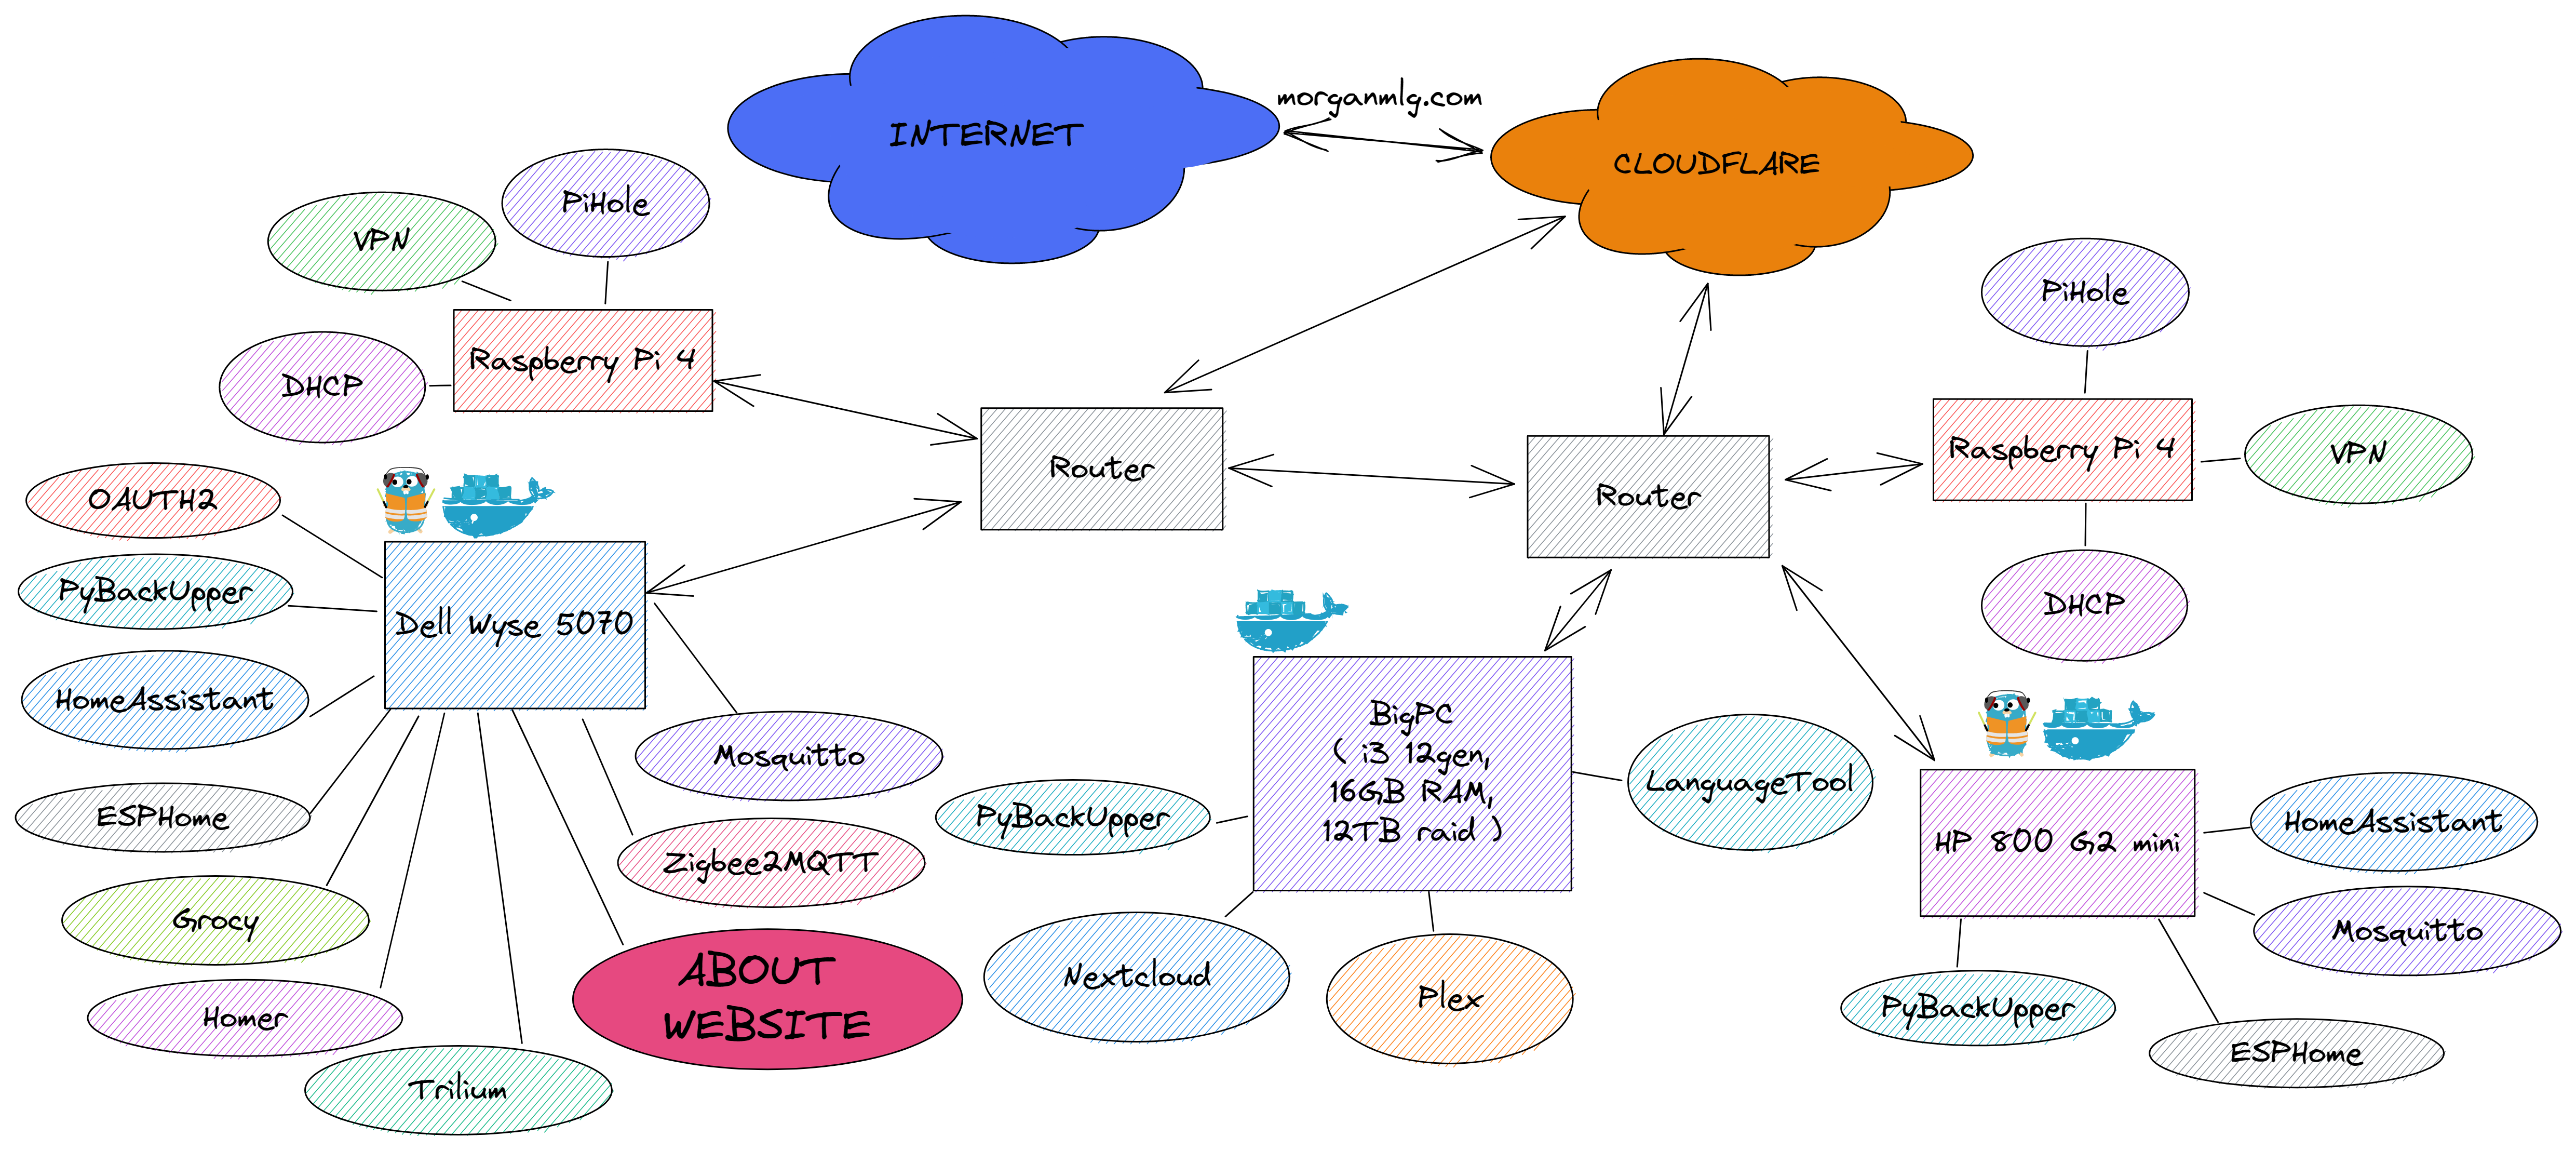 INTERNET
morganmlg.com
CLOUDFLARE
PiHole
VPN
Raspberry Pi 4
DHCP
OAUTH2
PyBackUpper
HomeAssistant
ESPHome
Grocy
Homer
Trilium
Dell Wyse 5070
Mosquitto
Zigbee2MQTT
ABOUT
WEBSITE
Router
Router
BigPC
( i3 12gen,
16GB RAM,
12TB raid )
PyBackUpper
LanguageTool
Nextcloud
Plex
PiHole
Raspberry Pi 4
VPN
DHCP
HP 800 G2 mini
HomeAssistant
Mosquitto
PyBackUpper
ESPHome